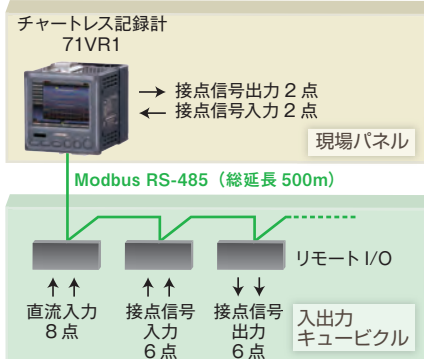 チャートレス記録計
71VR1
接点信号出力 2 点
接点信号入力 2 点
現場パネル
Modbus RS-485（総延長 500m）
リモート I/O
直流入力
8 点
接点信号
入力
6 点
接点信号
出力
6 点
入出力
キュービクル